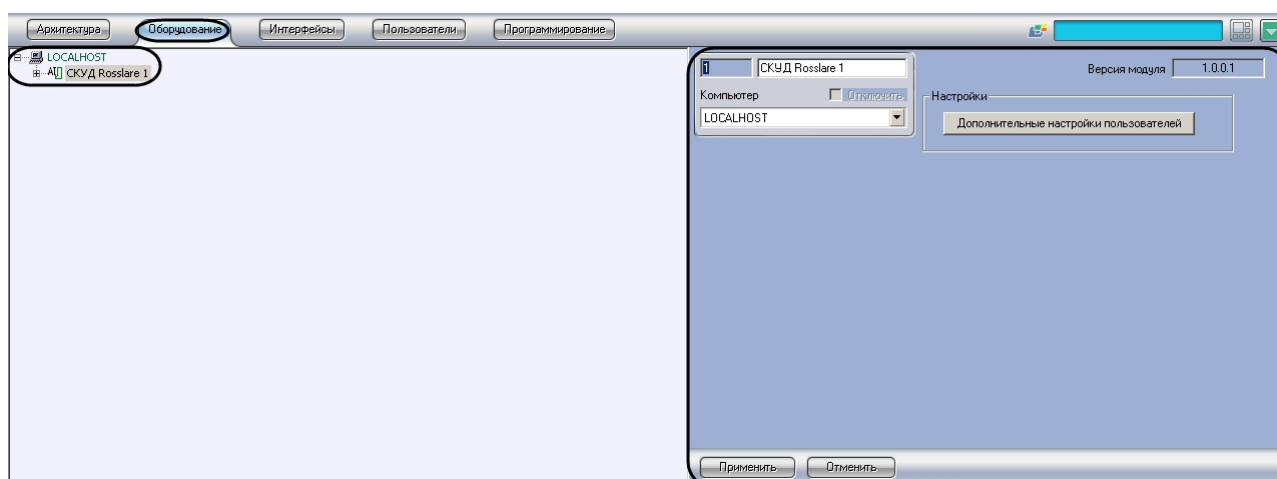 Архитектура Оборудование Интерфейсы Пользователи Программирование
LOCALHOST
СКУД Rosslare 1
1 СКУД Rosslare 1
Версия модуля 1.0.0.1
Компьютер Отключить
Настройки
LOCALHOST
Дополнительные настройки пользователей
Применить Отменить